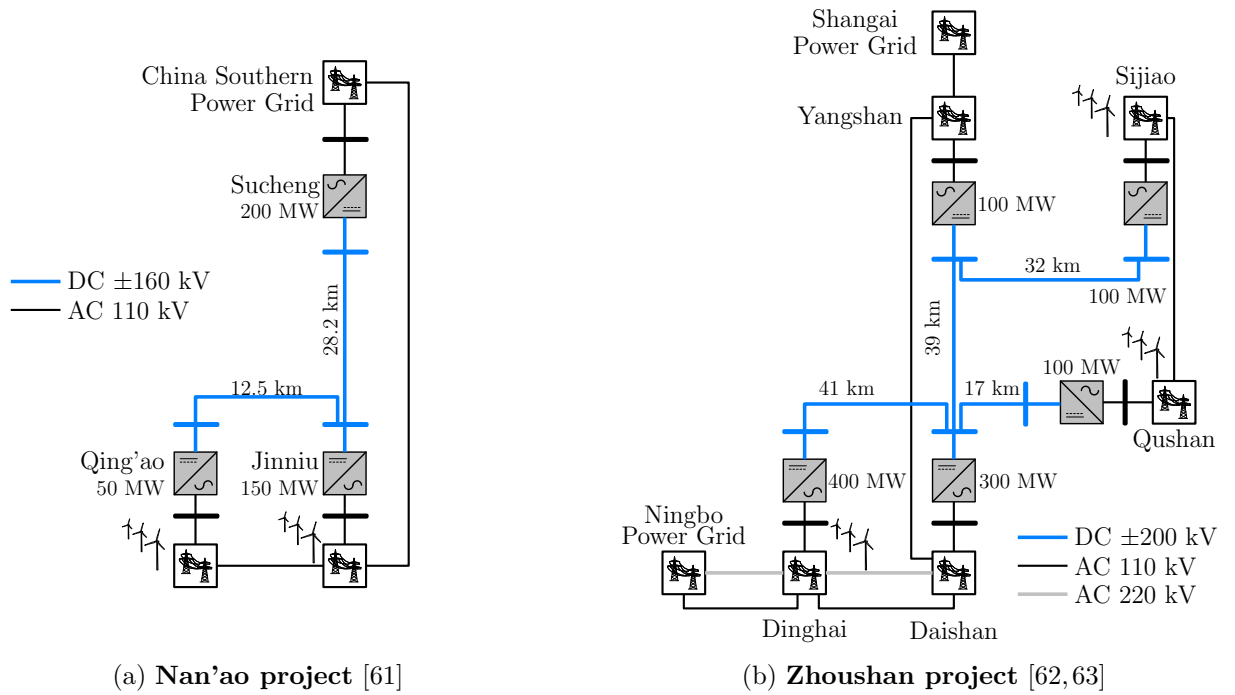 China Southern
Power Grid
Sucheng
200 MW
DC ±160 kV
AC 110 kV
28.2 km
12.5 km
Qing'ao
50 MW
Jinniu
150 MW
(a) Nan'ao project [61]
Shangai
Power Grid
Yangshan
Sijiao
100 MW
32 km
100 MW
39 km
41 km
17 km
100 MW
Qushan
400 MW
300 MW
Ningbo
Power Grid
Dinghai
Daishan
DC ±200 kV
AC 110 kV
AC 220 kV
(b) Zhoushan project [62,63]